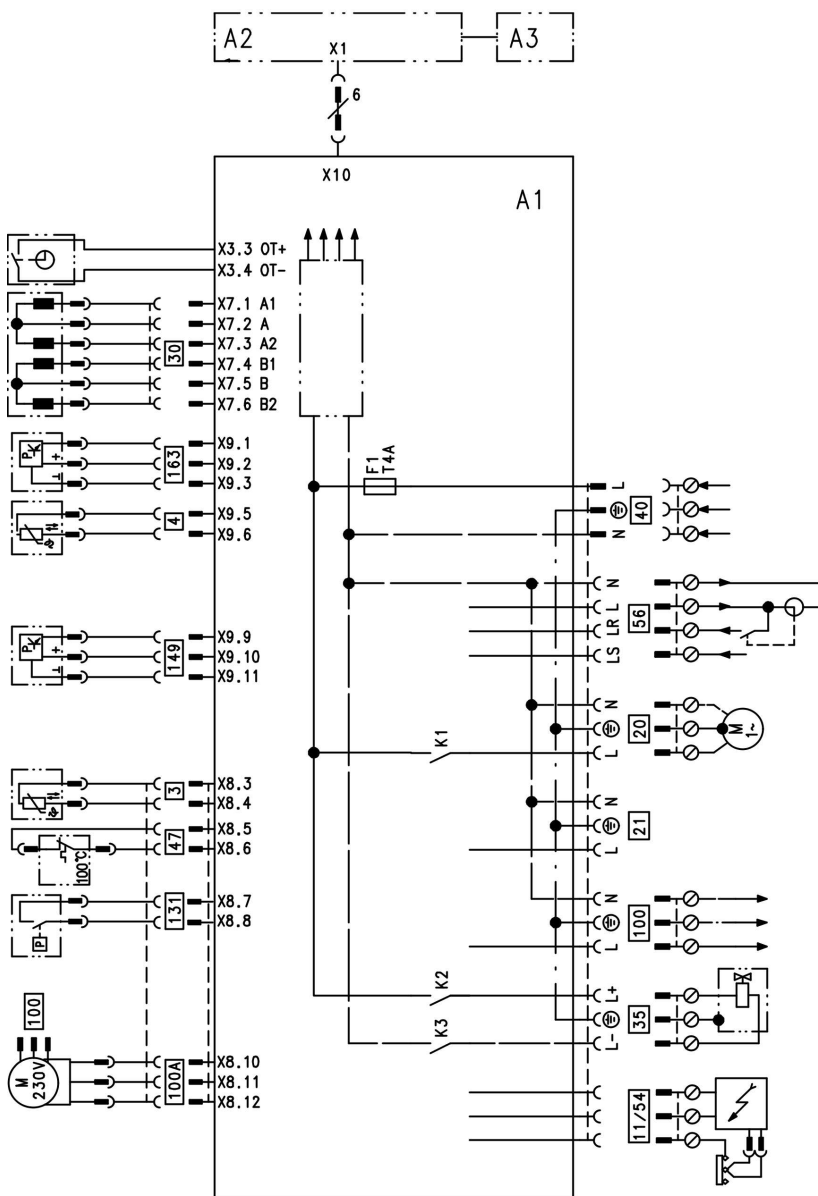 A2
X1
A3
6
X10
A1
X3.3 OT+
X3.4 OT-
X7.1 A1
X7.2 A
X7.3 A2
X7.4 B1
X7.5 B
X7.6 B2
30
P
+
X9.1
X9.2
X9.3
163
X9.5
X9.6
4
ϑ
F1
T4A
L
N
40
N
L
LR
LS
56
P
+
X9.9
X9.10
X9.11
149
K1
N
L
20
M
1~
ϑ
X8.3
X8.4
3
X8.5
X8.6
47
100°C
N
L
21
P
X8.7
X8.8
131
N
L
100
K2
K3
L+
L-
35
100
M
230V
X8.10
X8.11
X8.12
100A
11/54